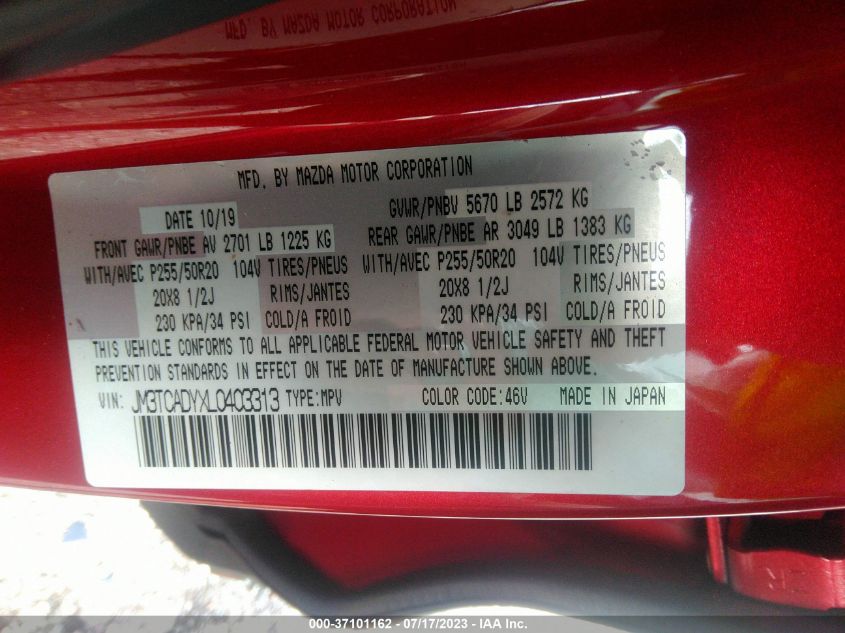 MFD. BY MAZDA MOTOR CORPORATION
MFD. BY MAZDA MOTOR CORPORATION
DATE 10/19 GVWR/PNBV 5670 LB 2572 KG
FRONT GAWR/PNBE AV 2701 LB 1225 KG REAR GAWR/PNBE AR 3049 LB 1383 KG
WITH/AVEC P255/50R20 104V TIRES/PNEUS WITH/AVEC P255/50R20 104V TIRES/PNEUS
20X8 1/2J RIMS/JANTES 20X8 1/2J RIMS/JANTES
230 KPA/34 PSI COLD/A FROID 230 KPA/34 PSI COLD/A FROID
THIS VEHICLE CONFORMS TO ALL APPLICABLE FEDERAL MOTOR VEHICLE SAFETY AND THEFT
PREVENTION STANDARDS IN EFFECT ON THE DATE OF MANUFACTURE SHOWN ABOVE.
VIN: JM3TCADYXL0403313 TYPE:MPV COLOR CODE:46V MADE IN JAPAN
000-37101162 - 07/17/2023 - IAA Inc.